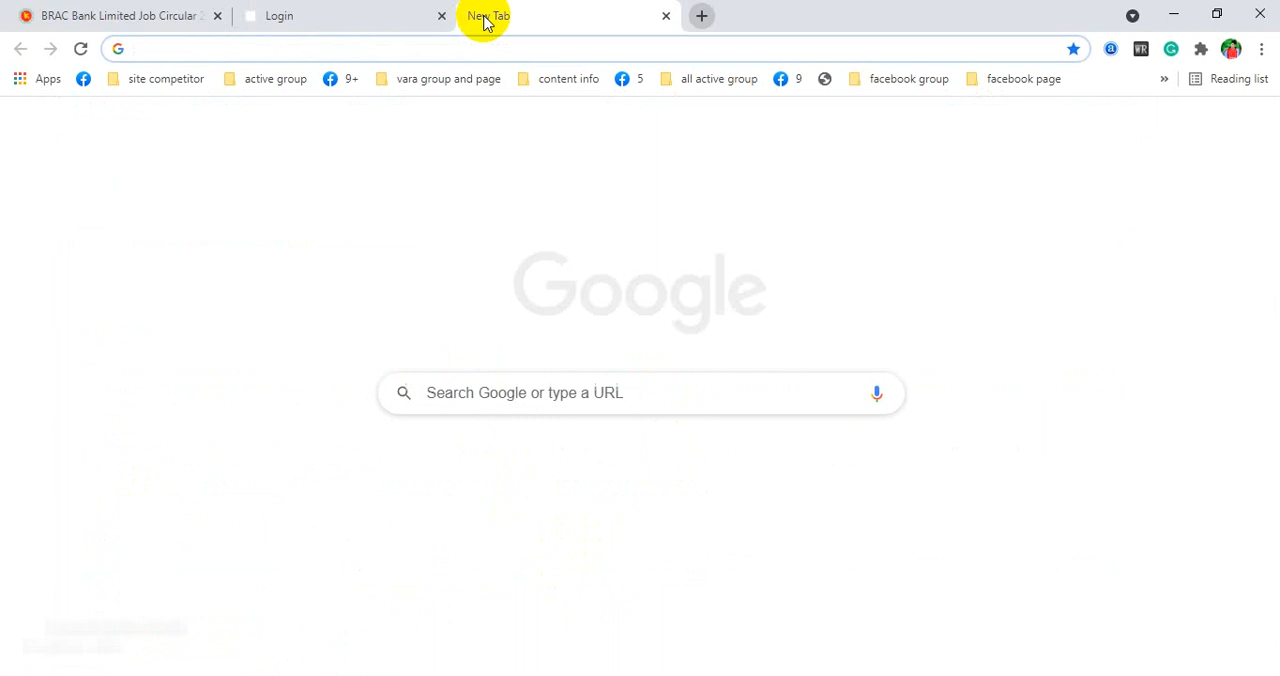 BRAC Bank Limited Job Circular 2
Login
New Tab
Apps
site competitor
active group
9+
vara group and page
content info
5
all active group
9
facebook group
facebook page
»
Reading list
Google
Search Google or type a URL